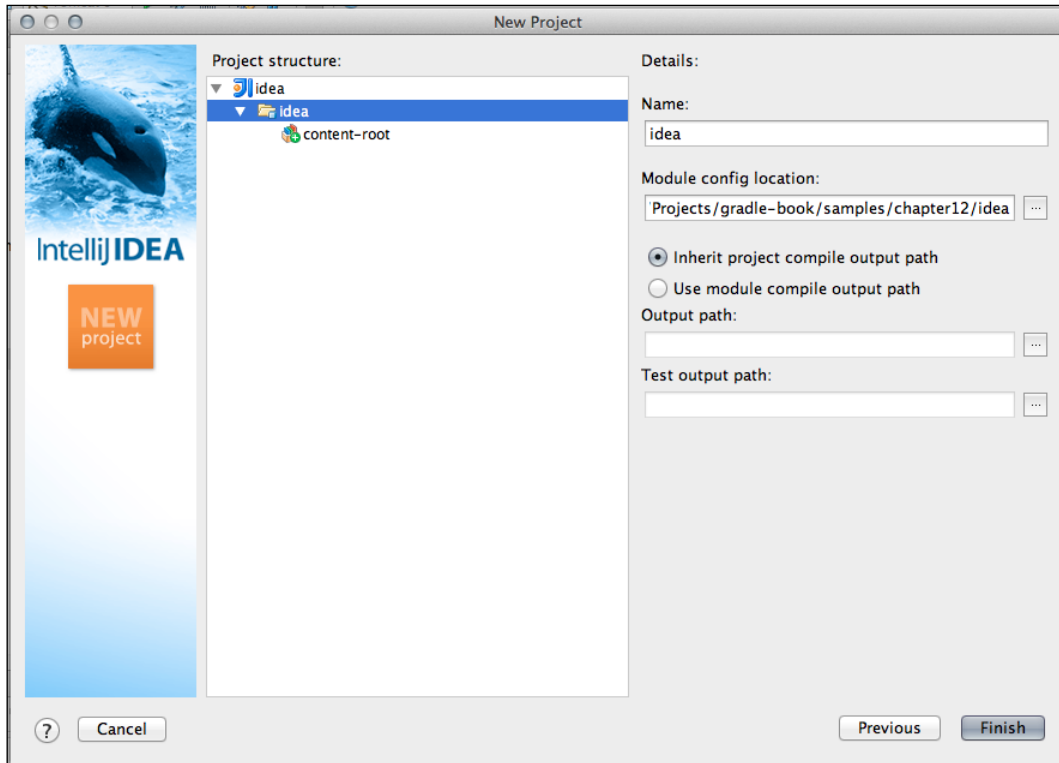 New Project
IntelliJIDEA
NEW
project
Project structure:
idea
idea
content-root
Details:
Name:
idea
Module config location:
Projects/gradle-book/samples/chapter12/idea
...
Inherit project compile output path
Use module compile output path
Output path:
...
Test output path:
...
?
Cancel
Previous
Finish